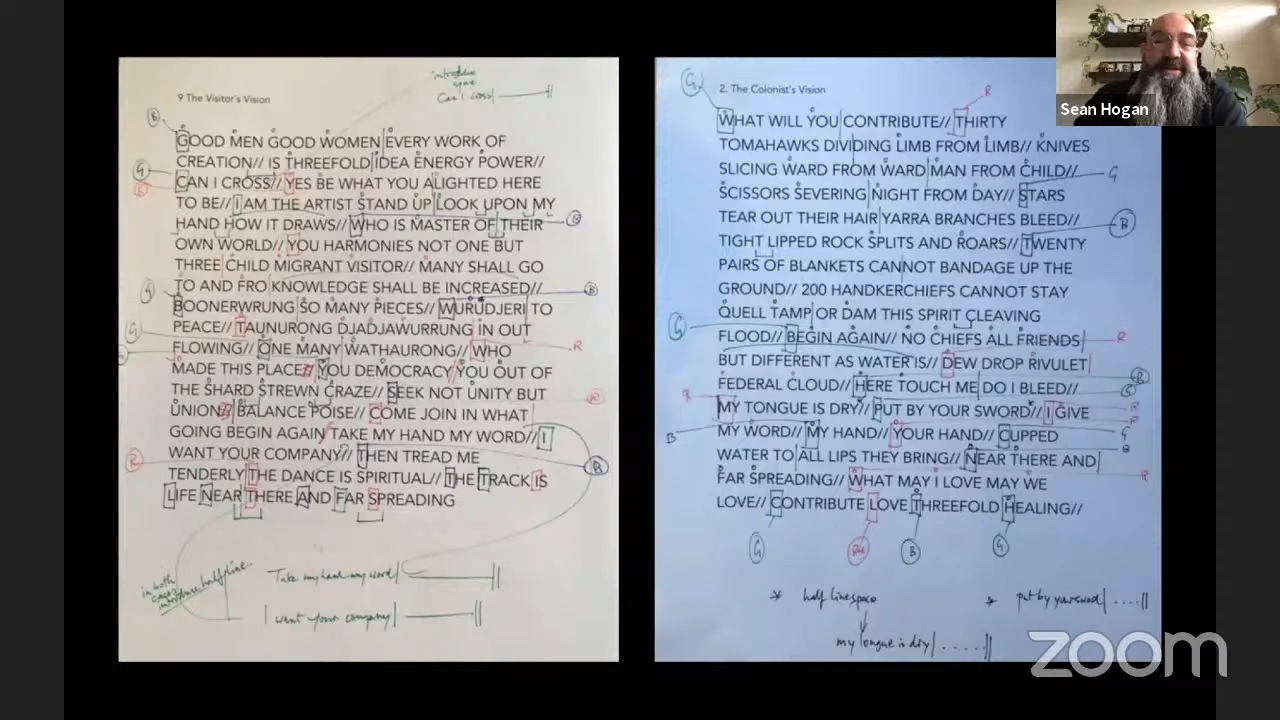 introduce
space
Can I cross
9 The Visitor's Vision
B
GOOD MEN GOOD WOMEN EVERY WORK OF
CREATION// IS THREEFOLD IDEA ENERGY POWER//
G
CAN I CROSS// YES BE WHAT YOU ALIGHTED HERE
TO BE// I AM THE ARTIST STAND UP LOOK UPON MY
HAND HOW IT DRAWS// WHO IS MASTER OF THEIR
OWN WORLD// YOU HARMONIES NOT ONE BUT
THREE CHILD MIGRANT VISITOR// MANY SHALL GO
TO AND FRO KNOWLEDGE SHALL BE INCREASED//
G
BOONERWRUNG SO MANY PIECES// WURUDJERI TO
B
PEACE// TAUNURONG DJADJAWURRUNG IN OUT
G
FLOWING// ONE MANY WATHAURONG// WHO
R
MADE THIS PLACE// YOU DEMOCRACY// YOU OUT OF
THE SHARD STREWN CRAZE// SEEK NOT UNITY BUT
R
UNION// BALANCE POISE// COME JOIN IN WHAT
GOING BEGIN AGAIN/ TAKE MY HAND MY WORD// I
WANT YOUR COMPANY// THEN TREAD ME
R
B
TENDERLY THE DANCE IS SPIRITUAL// THE TRACK IS
LIFE NEAR THERE AND FAR SPREADING
in both
cases
introduce half line
Take my hand my word
want your company
G
2. The Colonist's Vision
R
WHAT WILL YOU CONTRIBUTE// THIRTY
TOMAHAWKS DIVIDING LIMB FROM LIMB// KNIVES
SLICING WARD FROM WARD MAN FROM CHILD//
G
SCISSORS SEVERING NIGHT FROM DAY// STARS
TEAR OUT THEIR HAIR YARRA BRANCHES BLEED//
B
TIGHT LIPPED ROCK SPLITS AND ROARS// TWENTY
PAIRS OF BLANKETS CANNOT BANDAGE UP THE
GROUND// 200 HANDKERCHIEFS CANNOT STAY
QUELL TAMP OR DAM THIS SPIRIT CLEAVING
G
FLOOD// BEGIN AGAIN// NO CHIEFS ALL FRIENDS
R
BUT DIFFERENT AS WATER IS// DEW DROP RIVULET
B
FEDERAL CLOUD// HERE TOUCH ME DO I BLEED//
G
R
MY TONGUE IS DRY// PUT BY YOUR SWORD// I GIVE
R
B
MY WORD// MY HAND// YOUR HAND// CUPPED
G
WATER TO ALL LIPS THEY BRING// NEAR THERE AND
B
FAR SPREADING// WHAT MAY I LOVE MAY WE
R
LOVE// CONTRIBUTE LOVE THREEFOLD HEALING//
G
Red
B
G
* half line space
* put by your sword ....
my tongue is dry .....
Sean Hogan
zoom